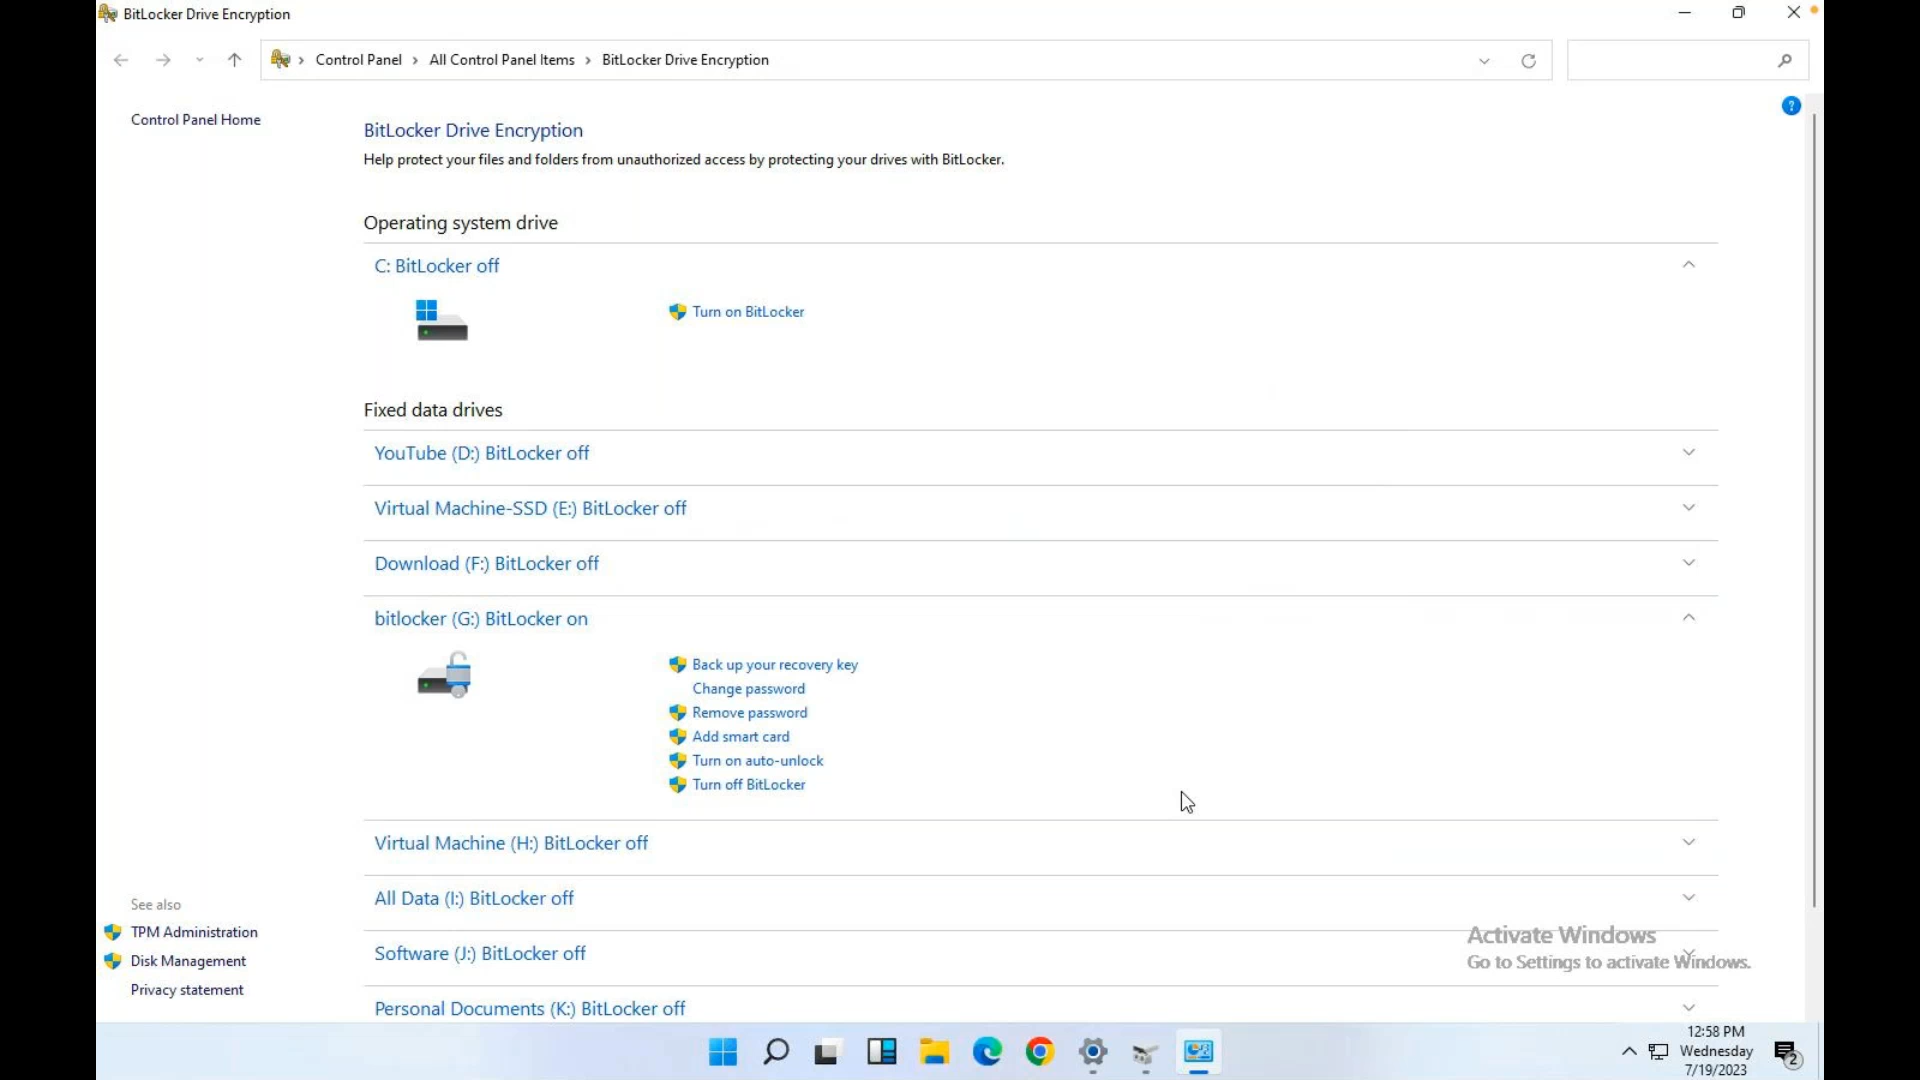 BitLocker Drive Encryption
Control Panel > All Control Panel Items > BitLocker Drive Encryption
Control Panel Home
?
BitLocker Drive Encryption
Help protect your files and folders from unauthorized access by protecting your drives with BitLocker.
Operating system drive
C: BitLocker off
Turn on BitLocker
Fixed data drives
YouTube (D:) BitLocker off
Virtual Machine-SSD (E:) BitLocker off
Download (F:) BitLocker off
bitlocker (G:) BitLocker on
Back up your recovery key
Change password
Remove password
Add smart card
Turn on auto-unlock
Turn off BitLocker
Virtual Machine (H:) BitLocker off
All Data (I:) BitLocker off
Software (J:) BitLocker off
Personal Documents (K:) BitLocker off
See also
TPM Administration
Disk Management
Privacy statement
Activate Windows
Go to Settings to activate Windows.
12:58 PM
Wednesday
7/19/2023
2